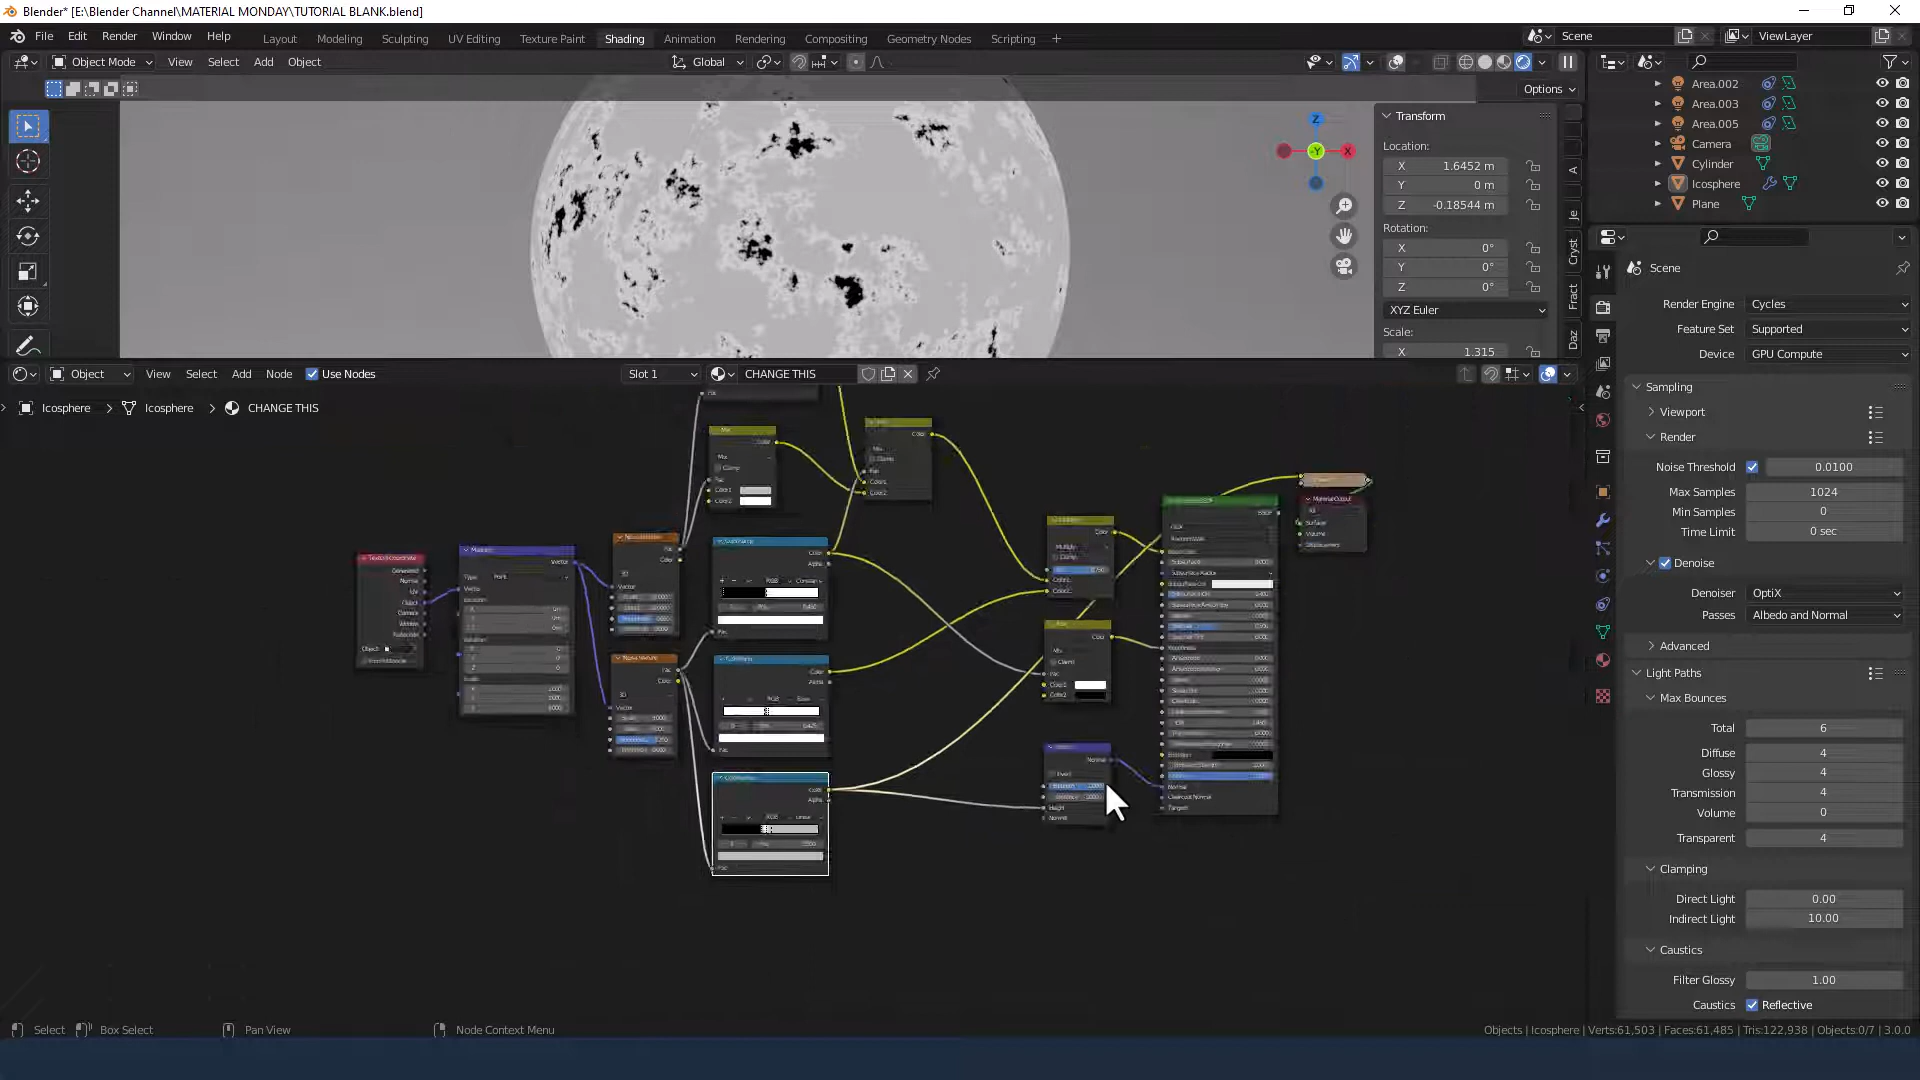 Blender* [E:\Blender Channel\MATERIAL MONDAY\TUTORIAL BLANK.blend]
File Edit Render Window Help
Layout Modeling Sculpting UV Editing Texture Paint Shading Animation Rendering Compositing Geometry Nodes Scripting +
Scene
ViewLayer
Object Mode View Select Add Object
Global
Options
Area.002
Area.003
Area.005
Camera
Cylinder
Icosphere
Plane
Transform
Location:
X 1.6452 m
Y 0 m
Z -0.18544 m
Rotation:
X 0°
Y 0°
Z 0°
XYZ Euler
Scale:
X 1.315
Z
-Y
X
A
Je
Cryst
Fract
Daz
Object View Select Add Node Use Nodes
Slot 1
CHANGE THIS
Icosphere > Icosphere > CHANGE THIS
Scene
Render Engine Cycles
Feature Set Supported
Device GPU Compute
Sampling
Viewport
Render
Noise Threshold 0.0100
Max Samples 1024
Min Samples 0
Time Limit 0 sec
Denoise
Denoiser OptiX
Passes Albedo and Normal
Advanced
Light Paths
Max Bounces
Total 6
Diffuse 4
Glossy 4
Transmission 4
Volume 0
Transparent 4
Clamping
Direct Light 0.00
Indirect Light 10.00
Caustics
Filter Glossy 1.00
Caustics Reflective
Select Box Select Pan View Node Context Menu
Objects | Icosphere | Verts:61,503 | Faces:61,485 | Tris:122,938 | Objects:0/7 | 3.0.0